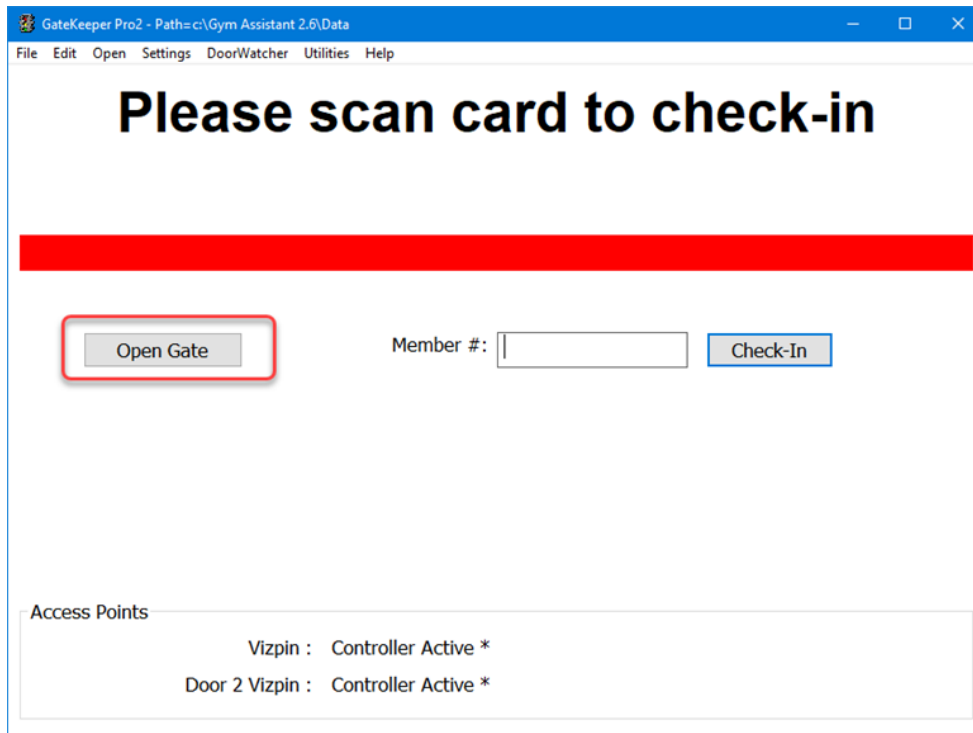 GateKeeper Pro2 - Path=c:\Gym Assistant 2.6\Data
File Edit Open Settings DoorWatcher Utilities Help
Please scan card to check-in
Open Gate Member #: Check-In
Access Points
Vizpin : Controller Active *
Door 2 Vizpin : Controller Active *